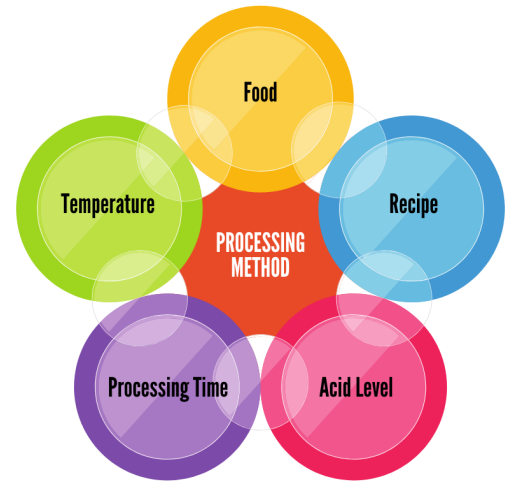 Food
Temperature
Recipe
PROCESSING
METHOD
Processing Time
Acid Level